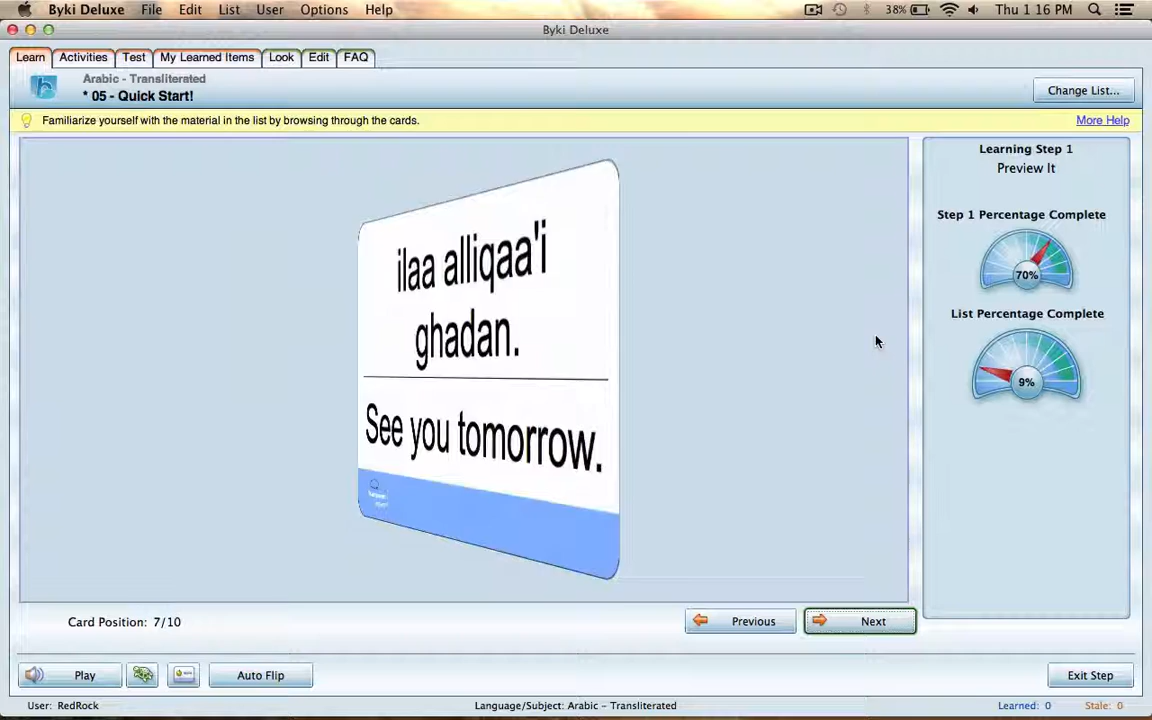 Byki Deluxe File Edit List User Options Help 38% Thu 1 16 PM
Byki Deluxe
Learn Activities Test My Learned Items Look Edit FAQ
Arabic - Transliterated
* 05 - Quick Start!
Change List...
Familiarize yourself with the material in the list by browsing through the cards.
More Help
ilaa alliqaa'i
ghadan.
See you tomorrow.
Learning Step 1
Preview It
Step 1 Percentage Complete
70%
List Percentage Complete
9%
Card Position: 7/10
Previous Next
Play Auto Flip Exit Step
User: RedRock Language/Subject: Arabic - Transliterated Learned: 0 Stale: 0